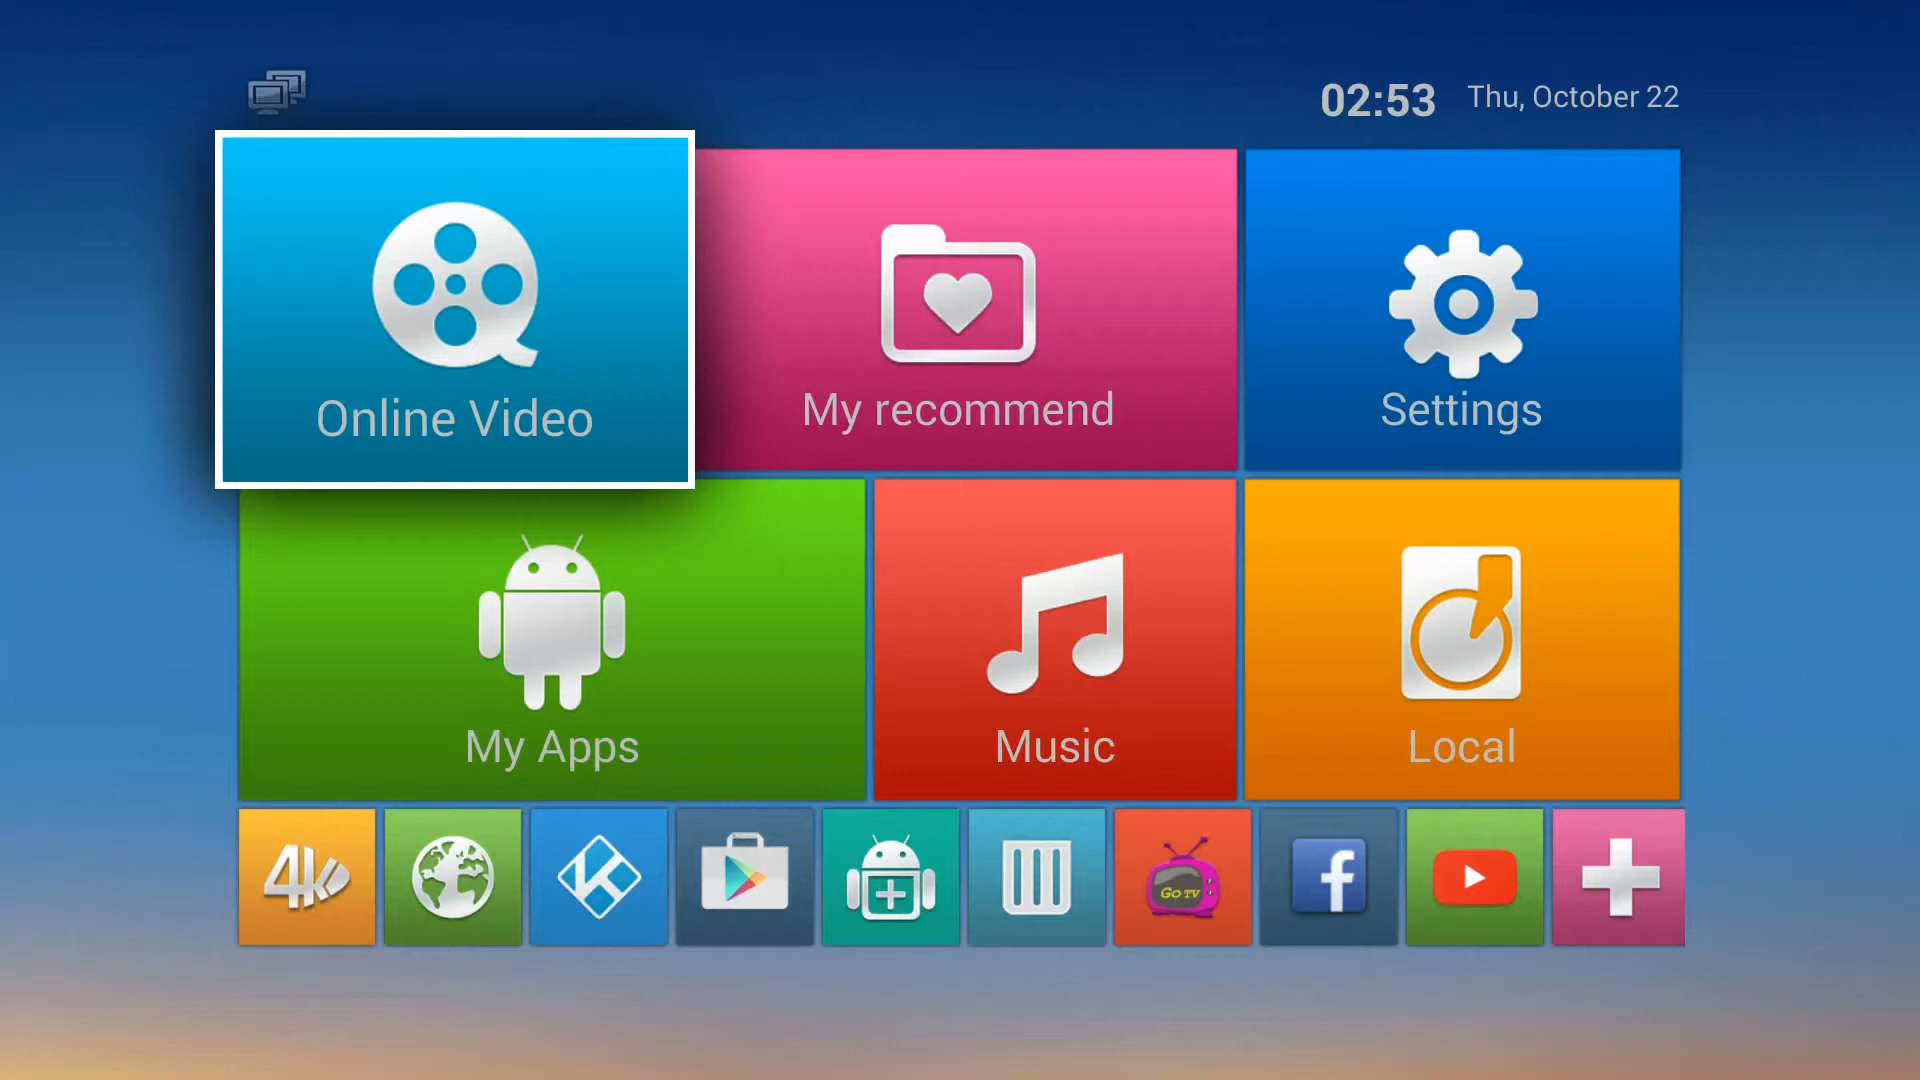 02:53 Thu, October 22
Online Video
My recommend
Settings
My Apps
Music
Local
4K
Go TV
f